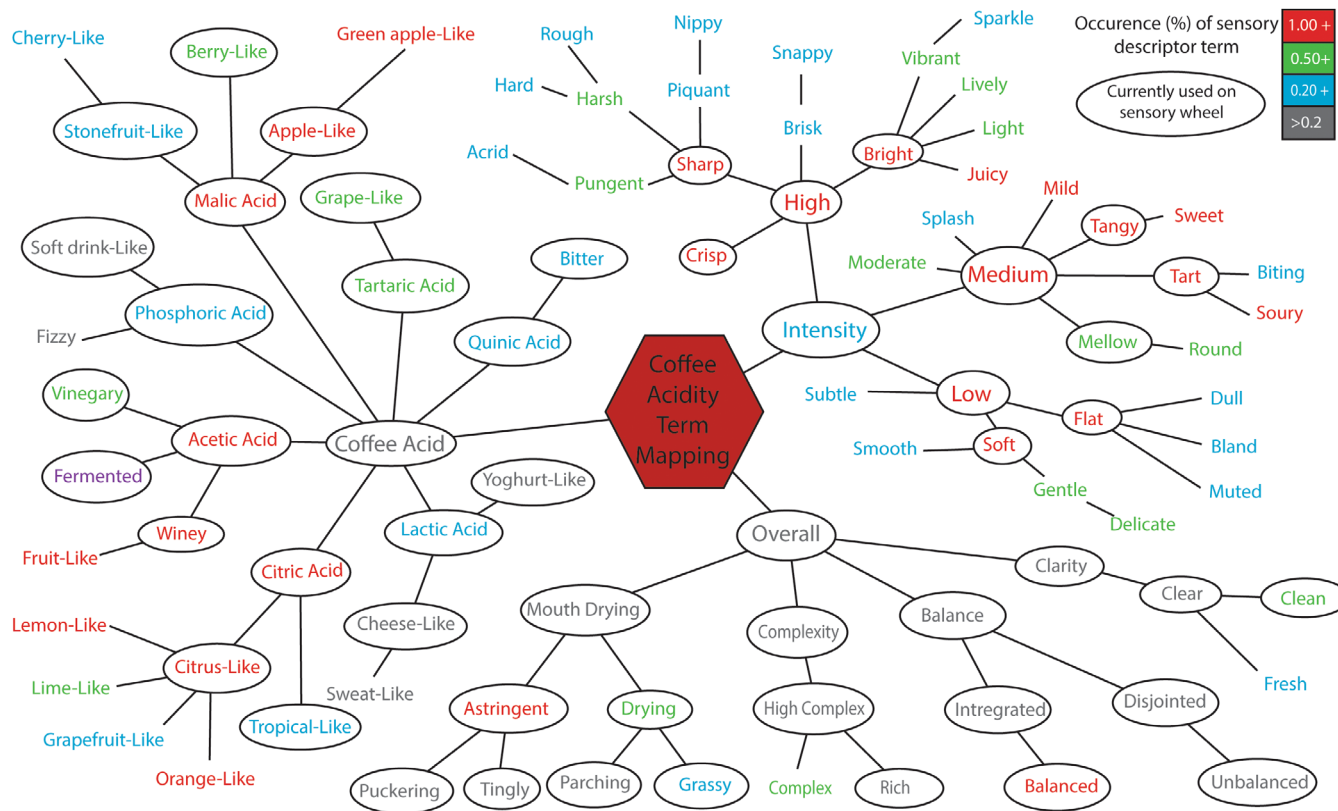 Occurence (%) of sensory
descriptor term
Currently used on
sensory wheel
1.00 +
0.50+
0.20 +
>0.2
Cherry-Like
Berry-Like
Green apple-Like
Stonefruit-Like
Apple-Like
Malic Acid
Grape-Like
Soft drink-Like
Tartaric Acid
Bitter
Phosphoric Acid
Fizzy
Quinic Acid
Vinegary
Acetic Acid
Coffee Acid
Fermented
Winey
Fruit-Like
Citric Acid
Lactic Acid
Yoghurt-Like
Cheese-Like
Sweat-Like
Lemon-Like
Citrus-Like
Lime-Like
Grapefruit-Like
Orange-Like
Tropical-Like
Coffee
Acidity
Term
Mapping
Rough
Nippy
Snappy
Sparkle
Vibrant
Hard
Harsh
Piquant
Lively
Brisk
Light
Acrid
Pungent
Sharp
Bright
Juicy
High
Crisp
Mild
Splash
Tangy
Sweet
Moderate
Medium
Tart
Biting
Soury
Intensity
Mellow
Round
Subtle
Low
Flat
Dull
Bland
Muted
Smooth
Soft
Gentle
Delicate
Overall
Clarity
Clear
Clean
Fresh
Mouth Drying
Complexity
Balance
Astringent
Drying
High Complex
Intregrated
Disjointed
Puckering
Tingly
Parching
Grassy
Complex
Rich
Balanced
Unbalanced